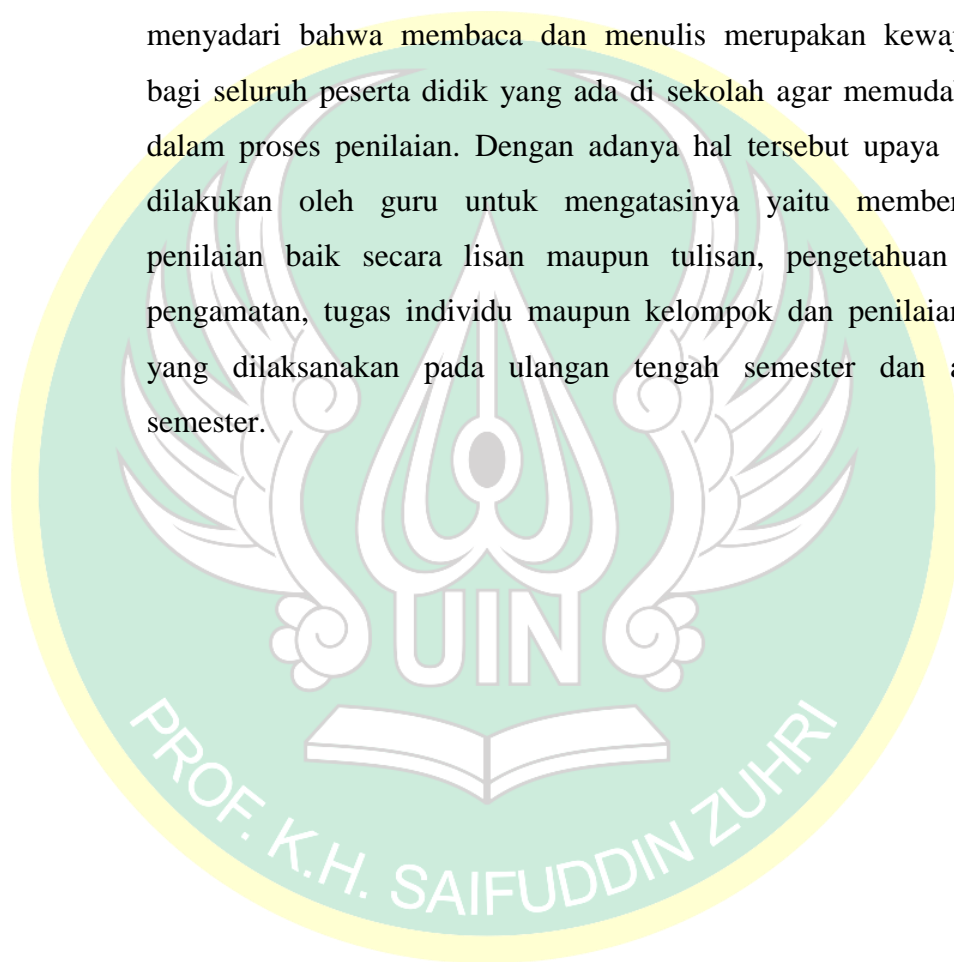 menyadari bahwa membaca dan menulis merupakan kewaj
bagi seluruh peserta didik yang ada di sekolah agar memuda
dalam proses penilaian. Dengan adanya hal tersebut upaya
dilakukan oleh guru untuk mengatasinya yaitu member
penilaian baik secara lisan maupun tulisan, pengetahuan
pengamatan, tugas individu maupun kelompok dan penilaian
yang dilaksanakan pada ulangan tengah semester dan a
semester.
UIN
PROF. K.H. SAIFUDDIN ZUHRI